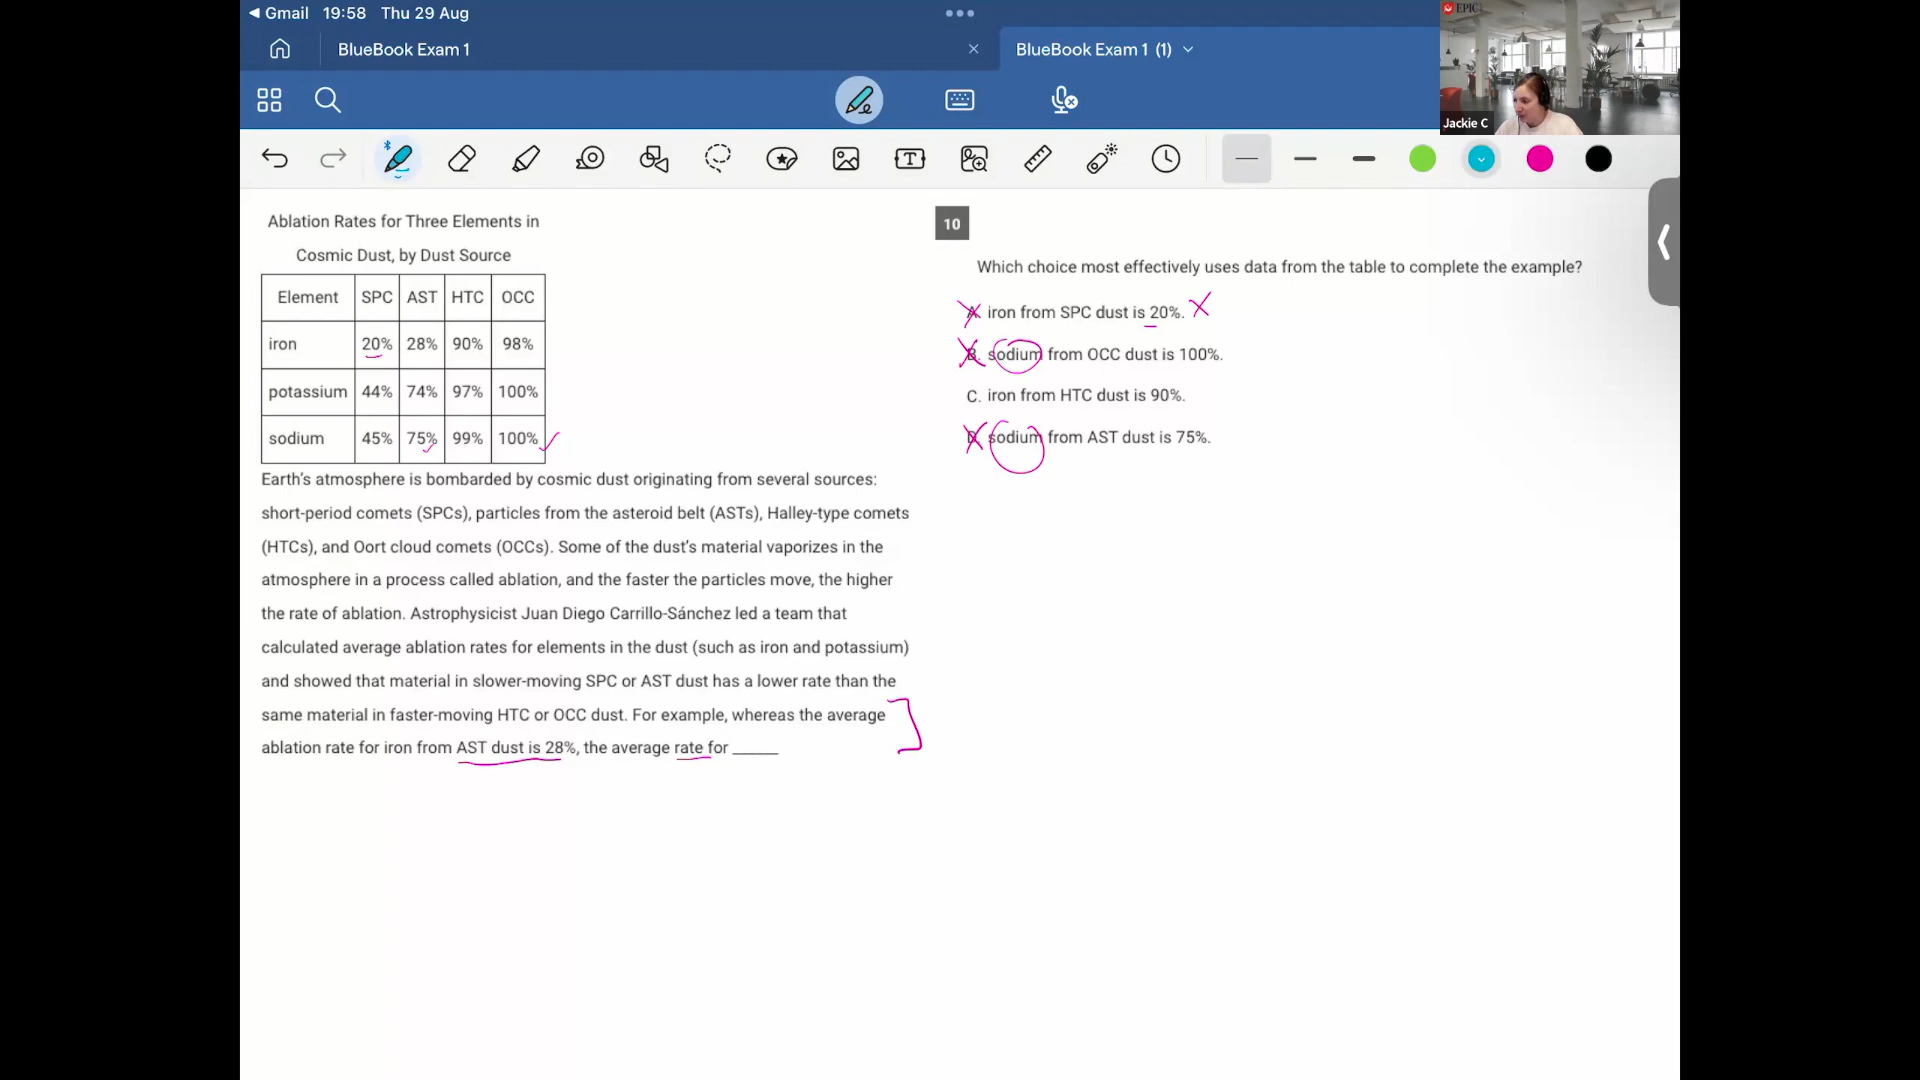 Gmail 19:58 Thu 29 Aug
BlueBook Exam 1
BlueBook Exam 1 (1)
EPIC
Jackie C
Ablation Rates for Three Elements in
Cosmic Dust, by Dust Source
Element SPC AST HTC OCC
iron 20% 28% 90% 98%
potassium 44% 74% 97% 100%
sodium 45% 75% 99% 100%
Earth's atmosphere is bombarded by cosmic dust originating from several sources:
short-period comets (SPCs), particles from the asteroid belt (ASTs), Halley-type comets
(HTCs), and Oort cloud comets (OCCs). Some of the dust's material vaporizes in the
atmosphere in a process called ablation, and the faster the particles move, the higher
the rate of ablation. Astrophysicist Juan Diego Carrillo-Sánchez led a team that
calculated average ablation rates for elements in the dust (such as iron and potassium)
and showed that material in slower-moving SPC or AST dust has a lower rate than the
same material in faster-moving HTC or OCC dust. For example, whereas the average
ablation rate for iron from AST dust is 28%, the average rate for ______
10
Which choice most effectively uses data from the table to complete the example?
A. iron from SPC dust is 20%.
B. sodium from OCC dust is 100%.
C. iron from HTC dust is 90%.
D. sodium from AST dust is 75%.